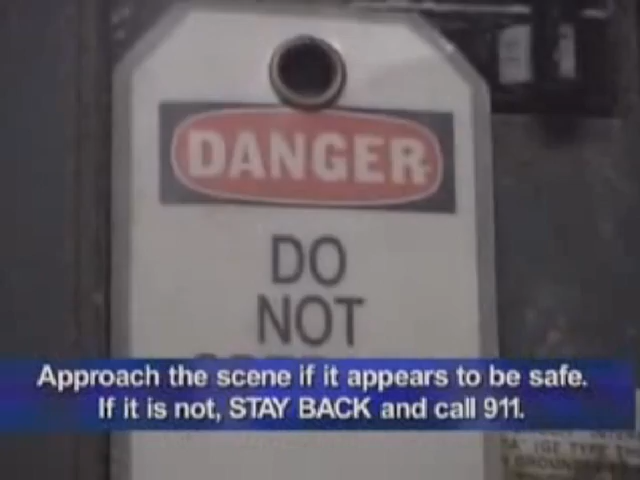 DANGER
DO
NOT
Approach the scene if it appears to be safe.
If it is not, STAY BACK and call 911.